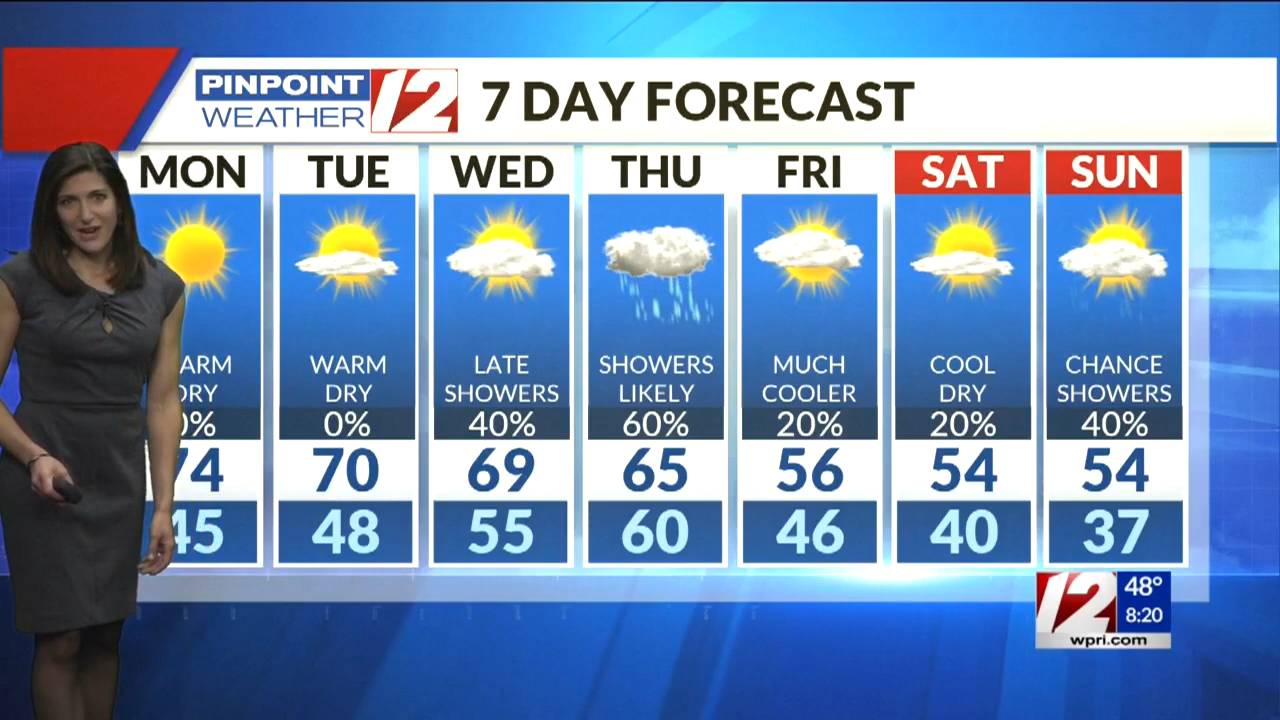 PINPOINT
WEATHER 12
7 DAY FORECAST
MON TUE WED THU FRI SAT SUN
ARM WARM LATE SHOWERS MUCH COOL CHANCE
DRY DRY SHOWERS LIKELY COOLER DRY SHOWERS
0% 0% 40% 60% 20% 20% 40%
74 70 69 65 56 54 54
45 48 55 60 46 40 37
12 48°
8:20
wpri.com